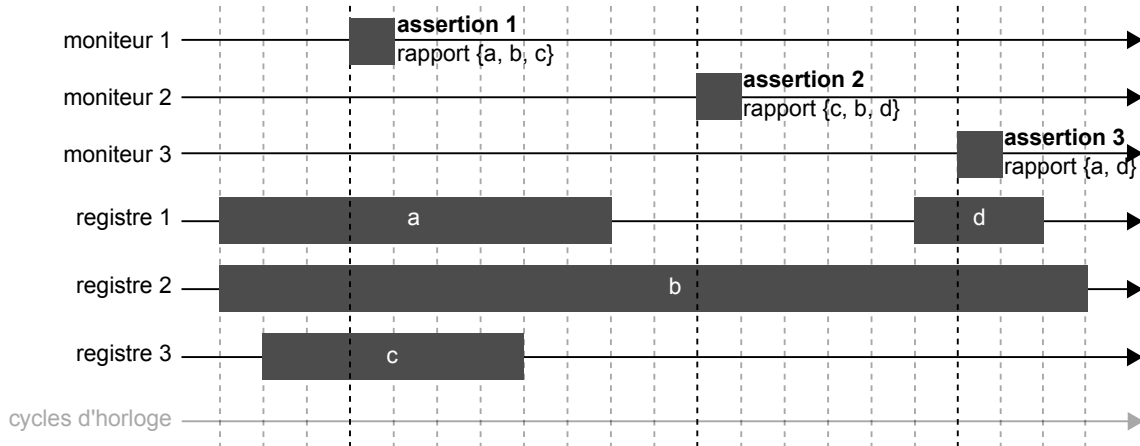 assertion 1
moniteur 1
rapport {a, b, c}
assertion 2
moniteur 2
rapport {c, b, d}
assertion 3
moniteur 3
rapport {a, d}
registre 1
a
d
registre 2
b
registre 3
c
cycles d'horloge